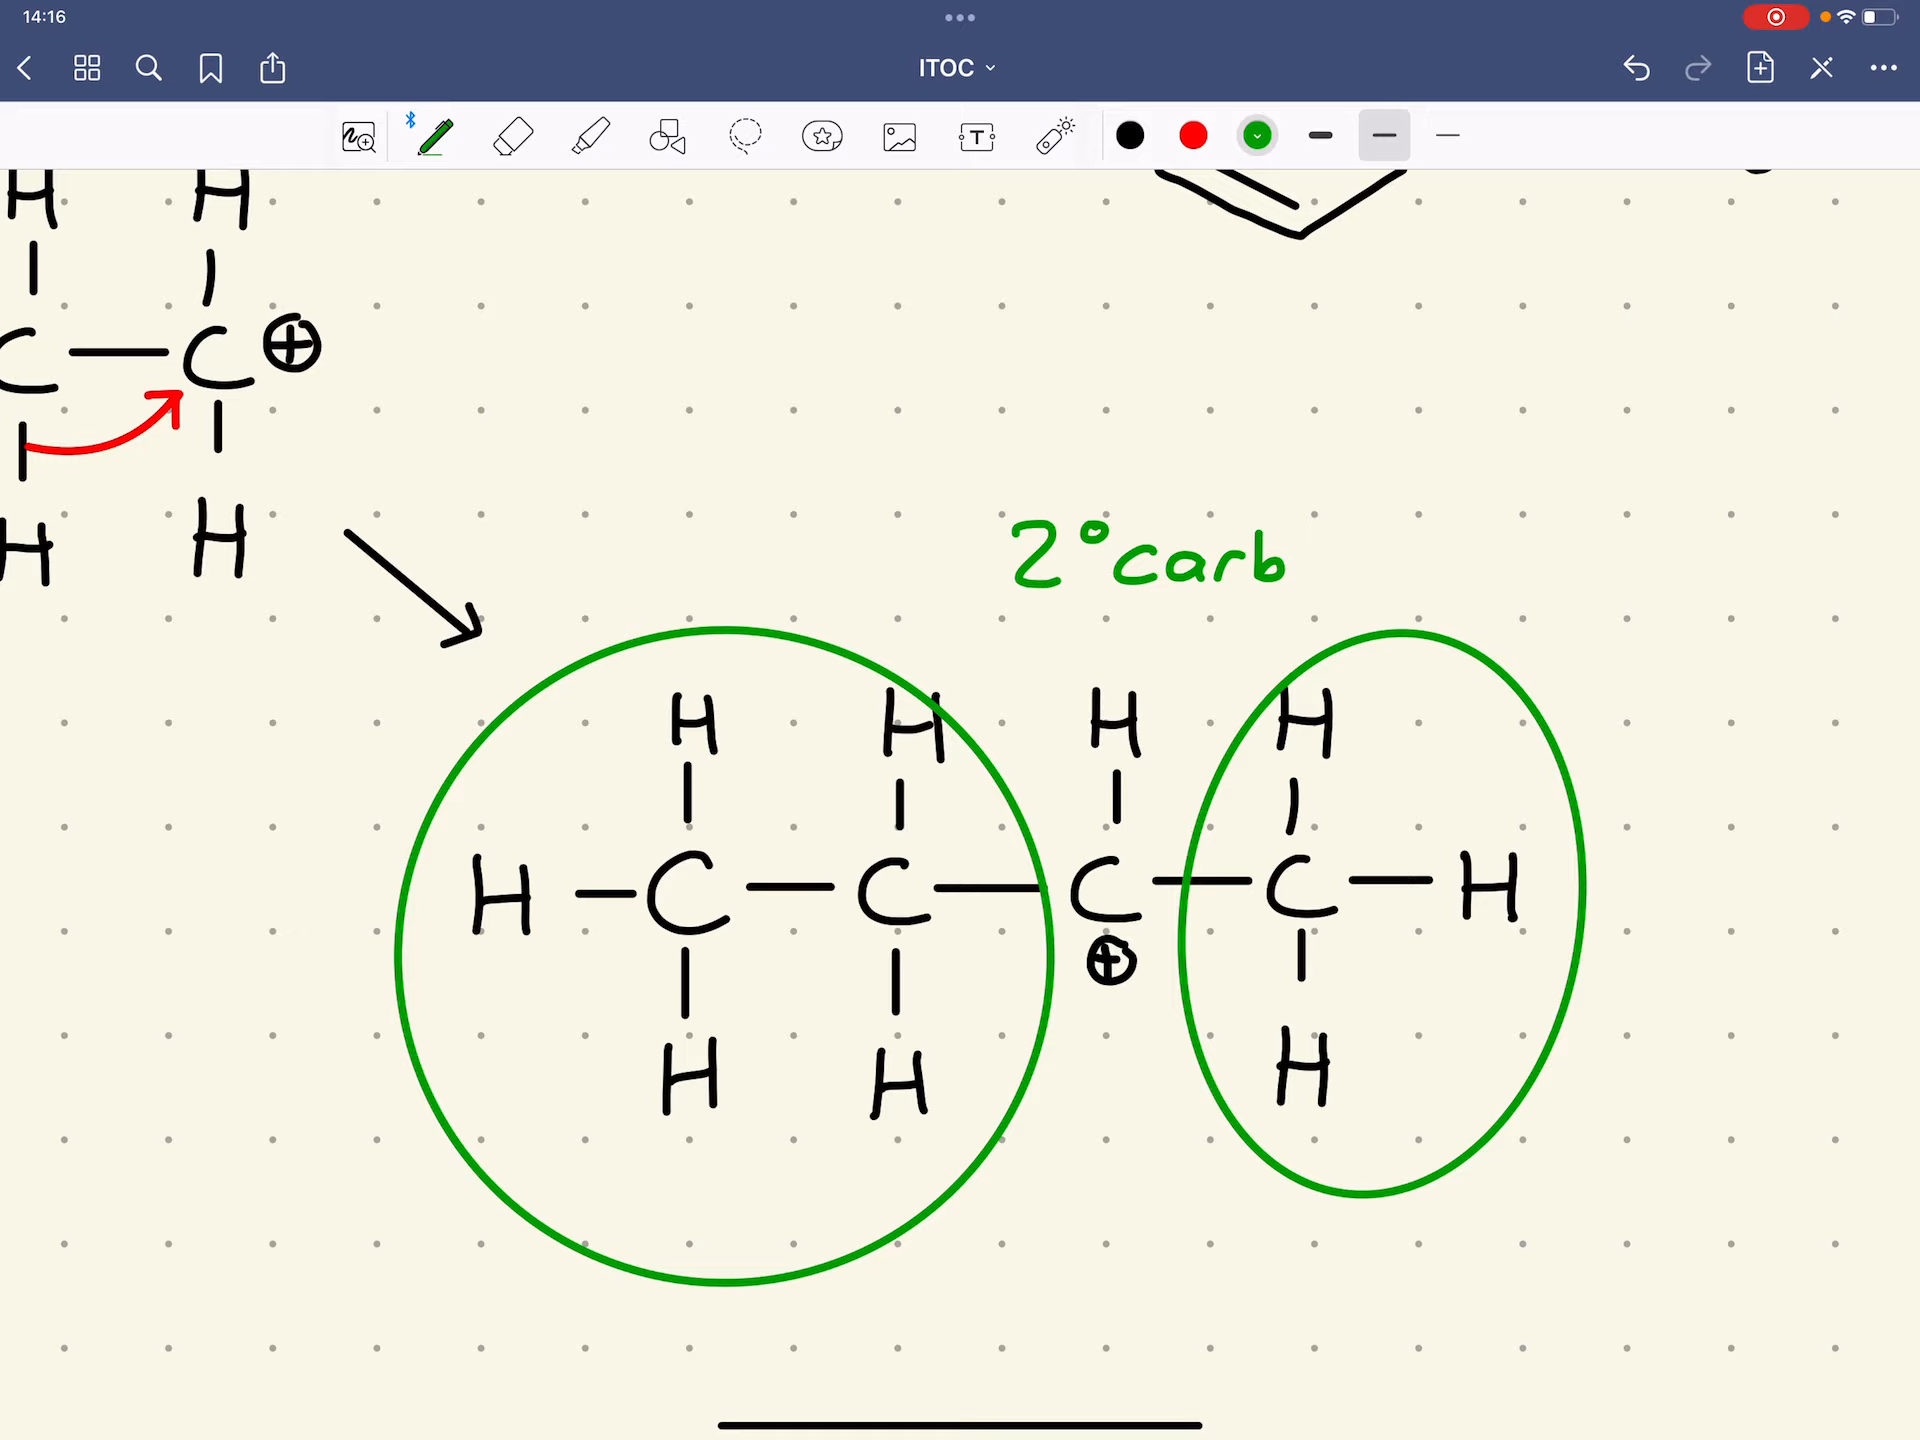 14:16
ITOC
T
H H
C C ⊕
H H
2° carb
H H H H
H C C C C H
⊕
H H H